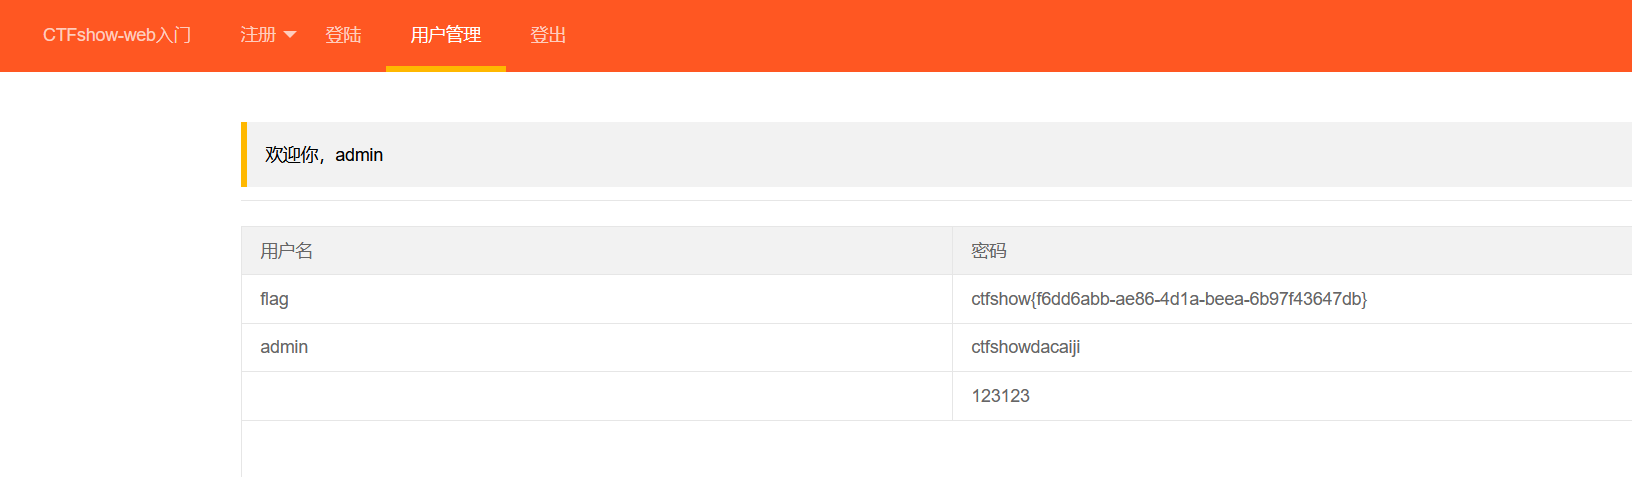 CTFshow-web入门 注册 登陆 用户管理 登出
欢迎你，admin
用户名 密码
flag ctfshow{f6dd6abb-ae86-4d1a-beea-6b97f43647db}
admin ctfshowdacaiji
123123